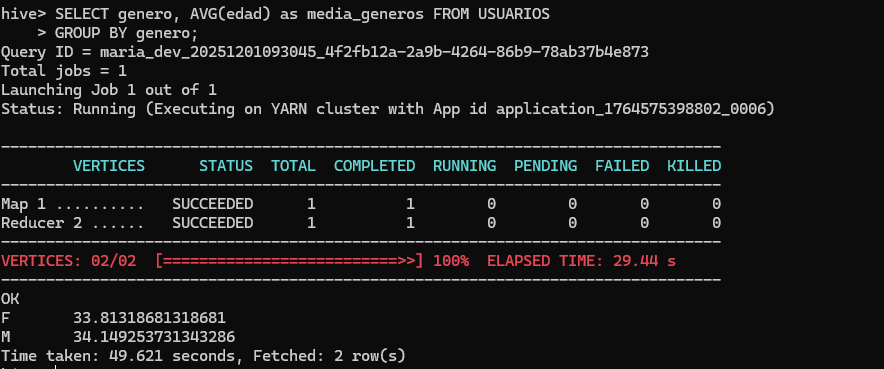 hive> SELECT genero, AVG(edad) as media_generos FROM USUARIOS
    > GROUP BY genero;
Query ID = maria_dev_20251201093045_4f2fb12a-2a9b-4264-86b9-78ab37b4e873
Total jobs = 1
Launching Job 1 out of 1
Status: Running (Executing on YARN cluster with App id application_1764575398802_0006)
--------------------------------------------------------------------------------
        VERTICES      STATUS  TOTAL  COMPLETED  RUNNING  PENDING  FAILED  KILLED
--------------------------------------------------------------------------------
Map 1 ..........   SUCCEEDED      1          1        0        0       0       0
Reducer 2 ......   SUCCEEDED      1          1        0        0       0       0
--------------------------------------------------------------------------------
VERTICES: 02/02  [==========================>>] 100%  ELAPSED TIME: 29.44 s
--------------------------------------------------------------------------------
OK
F       33.81318681318681
M       34.149253731343286
Time taken: 49.621 seconds, Fetched: 2 row(s)